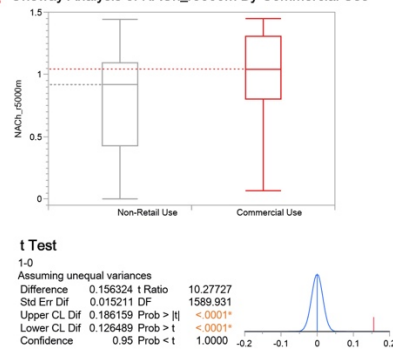 1.5
1
0.5
0
NACh_r5000m
Non-Retail Use Commercial Use
t Test
1-0
Assuming unequal variances
Difference 0.156324 t Ratio 10.27727
Std Err Dif 0.015211 DF 1589.931
Upper CL Dif 0.186159 Prob > |t| <.0001*
Lower CL Dif 0.126489 Prob > t <.0001*
Confidence 0.95 Prob < t 1.0000
-0.2 -0.1 0 0.1 0.2